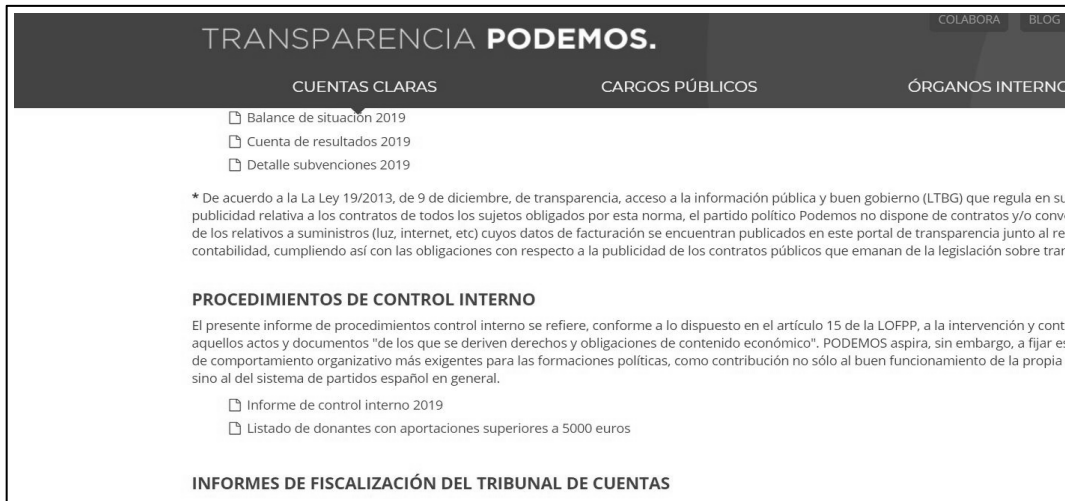 COLABORA BLOG
TRANSPARENCIA PODEMOS.
CUENTAS CLARAS CARGOS PÚBLICOS ÓRGANOS INTERNO
Balance de situación 2019
Cuenta de resultados 2019
Detalle subvenciones 2019
* De acuerdo a la La Ley 19/2013, de 9 de diciembre, de transparencia, acceso a la información pública y buen gobierno (LTBG) que regula en su
publicidad relativa a los contratos de todos los sujetos obligados por esta norma, el partido político Podemos no dispone de contratos y/o conv
de los relativos a suministros (luz, internet, etc) cuyos datos de facturación se encuentran publicados en este portal de transparencia junto al re
contabilidad, cumpliendo así con las obligaciones con respecto a la publicidad de los contratos públicos que emanan de la legislación sobre tran
PROCEDIMIENTOS DE CONTROL INTERNO
El presente informe de procedimientos control interno se refiere, conforme a lo dispuesto en el artículo 15 de la LOFPP, a la intervención y cont
aquellos actos y documentos "de los que se deriven derechos y obligaciones de contenido económico". PODEMOS aspira, sin embargo, a fijar es
de comportamiento organizativo más exigentes para las formaciones políticas, como contribución no sólo al buen funcionamiento de la propia
sino al del sistema de partidos español en general.
Informe de control interno 2019
Listado de donantes con aportaciones superiores a 5000 euros
INFORMES DE FISCALIZACIÓN DEL TRIBUNAL DE CUENTAS